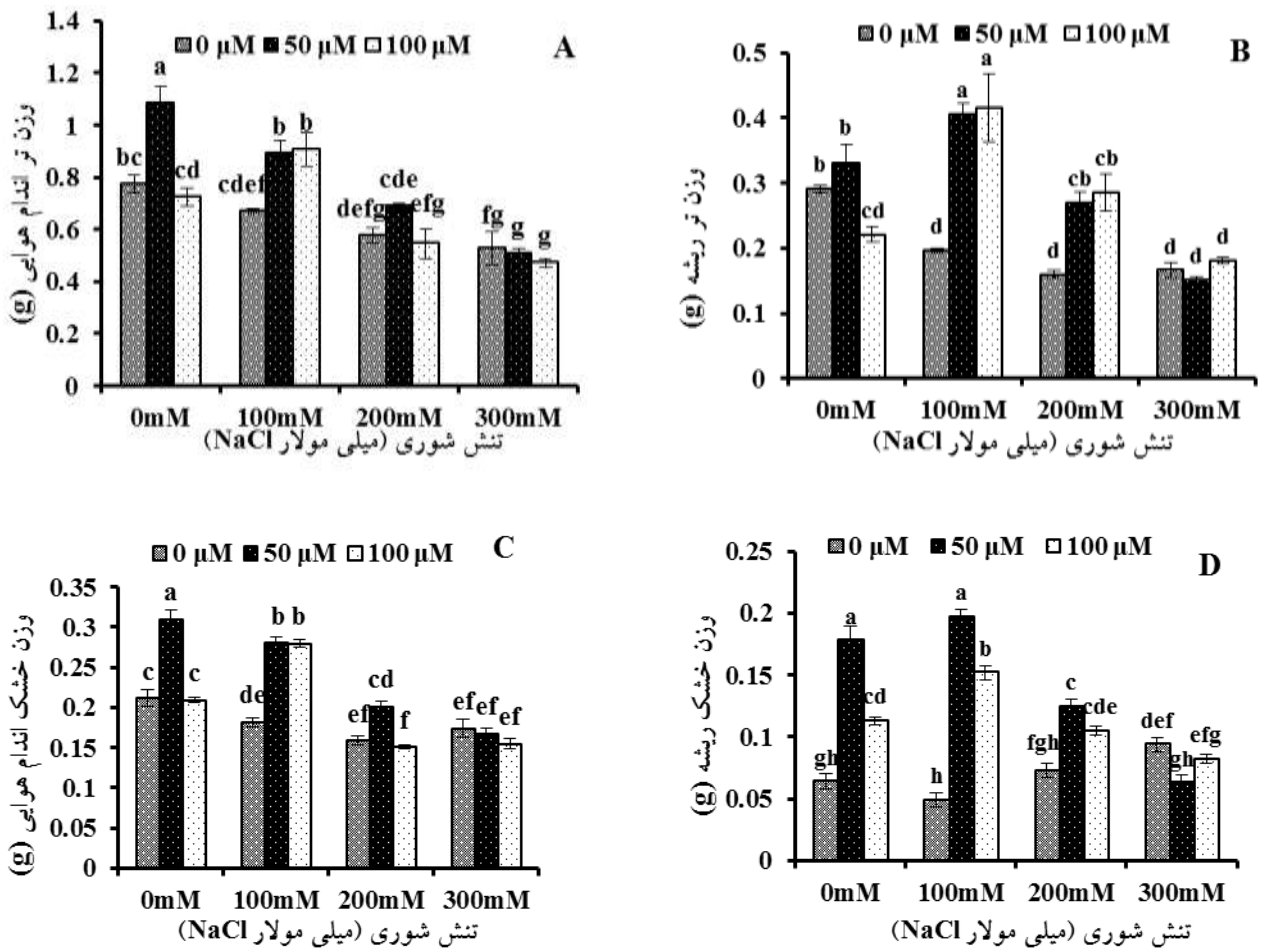 A
0 µM 50 µM 100 µM
وزن تر اندام هوایی (g)
1.4
1.2
1
0.8
0.6
0.4
0.2
0
bc a cd
cdef b b
defg cde efg
fg g g
0mM 100mM 200mM 300mM
تنش شوری (میلی مولار NaCl)
B
0 µM 50 µM 100 µM
وزن تر ریشه (g)
0.5
0.4
0.3
0.2
0.1
0
b b cd
d a a
d cb cb
d d d
0mM 100mM 200mM 300mM
تنش شوری (میلی مولار NaCl)
C
0 µM 50 µM 100 µM
وزن خشک اندام هوایی (g)
0.35
0.3
0.25
0.2
0.15
0.1
0.05
0
c a c
de b b
ef cd f
ef ef ef
0mM 100mM 200mM 300mM
تنش شوری (میلی مولار NaCl)
D
0 µM 50 µM 100 µM
وزن خشک ریشه (g)
0.25
0.2
0.15
0.1
0.05
0
gh a cd
h a b
fgh c cde
def gh efg
0mM 100mM 200mM 300mM
تنش شوری (میلی مولار NaCl)